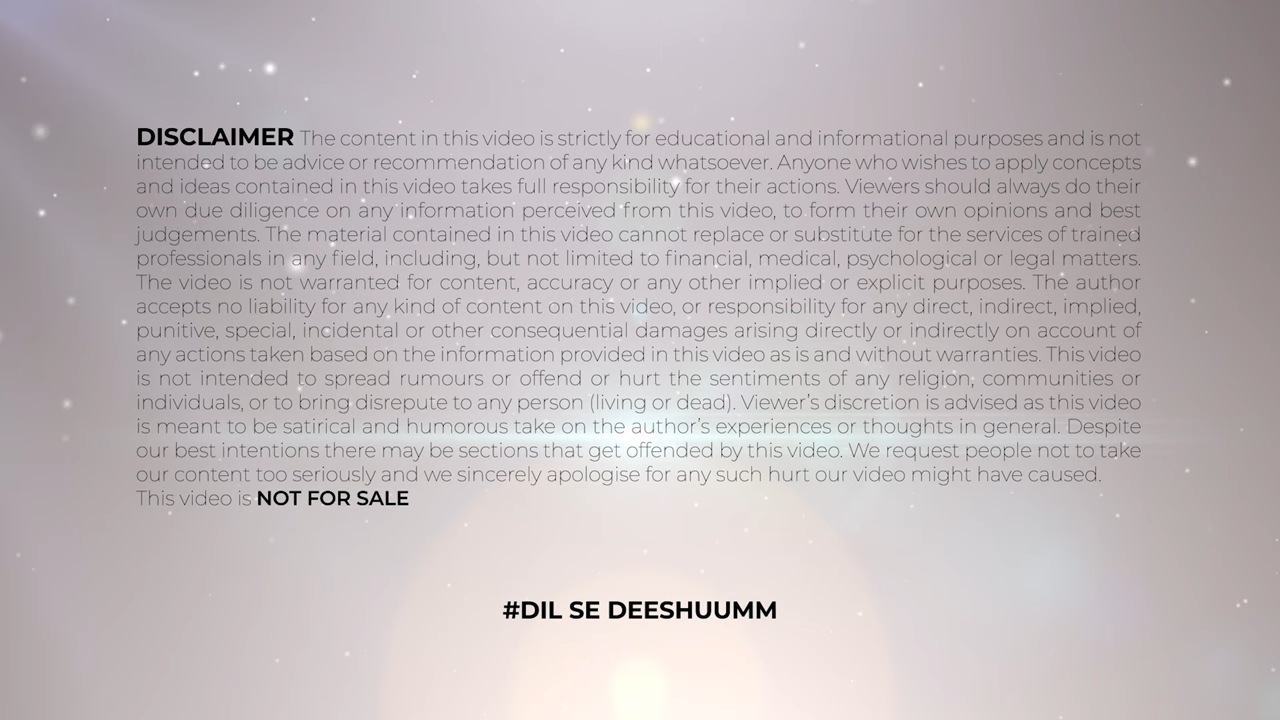 DISCLAIMER The content in this video is strictly for educational and informational purposes and is not
intended to be advice or recommendation of any kind whatsoever. Anyone who wishes to apply concepts
and ideas contained in this video takes full responsibility for their actions. Viewers should always do their
own due diligence on any information perceived from this video, to form their own opinions and best
judgements. The material contained in this video cannot replace or substitute for the services of trained
professionals in any field, including, but not limited to financial, medical, psychological or legal matters.
The video is not warranted for content, accuracy or any other implied or explicit purposes. The author
accepts no liability for any kind of content on this video, or responsibility for any direct, indirect, implied,
punitive, special, incidental or other consequential damages arising directly or indirectly on account of
any actions taken based on the information provided in this video as is and without warranties. This video
is not intended to spread rumours or offend or hurt the sentiments of any religion, communities or
individuals, or to bring disrepute to any person (living or dead). Viewer's discretion is advised as this video
is meant to be satirical and humorous take on the author's experiences or thoughts in general. Despite
our best intentions there may be sections that get offended by this video. We request people not to take
our content too seriously and we sincerely apologise for any such hurt our video might have caused.
This video is NOT FOR SALE
#DIL SE DEESHUUMM